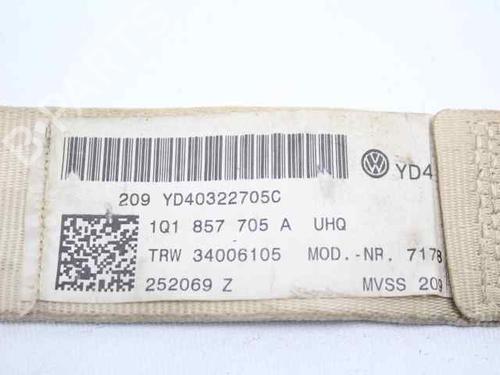 209 YD40322705C
YD4
1Q1 857 705 A UHQ
TRW 34006105 MOD.-NR. 7178
252069 Z MVSS 209